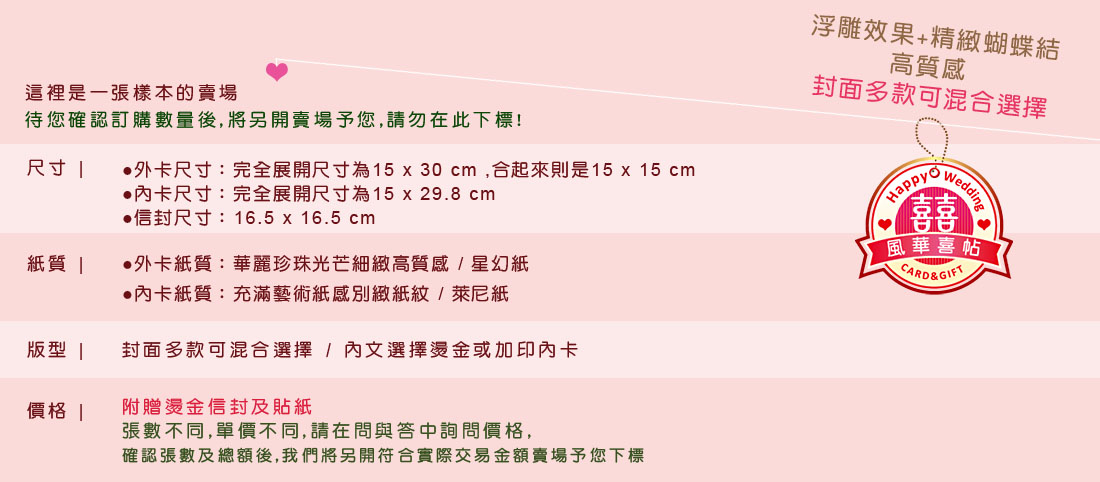 浮雕效果+精緻蝴蝶結
高質感
封面多款可混合選擇
這裡是一張樣本的賣場
待您確認訂購數量後,將另開賣場予您,請勿在此下標!
Happy Wedding
囍
風華喜帖
CARD&GIFT
尺寸 |
●外卡尺寸：完全展開尺寸為15 x 30 cm ,合起來則是15 x 15 cm
●內卡尺寸：完全展開尺寸為15 x 29.8 cm
●信封尺寸：16.5 x 16.5 cm
紙質 |
●外卡紙質：華麗珍珠光芒細緻高質感 / 星幻紙
●內卡紙質：充滿藝術紙感別緻紙紋 / 萊尼紙
版型 | 封面多款可混合選擇 / 內文選擇燙金或加印內卡
價格 |
附贈燙金信封及貼紙
張數不同,單價不同,請在問與答中詢問價格,
確認張數及總額後,我們將另開符合實際交易金額賣場予您下標